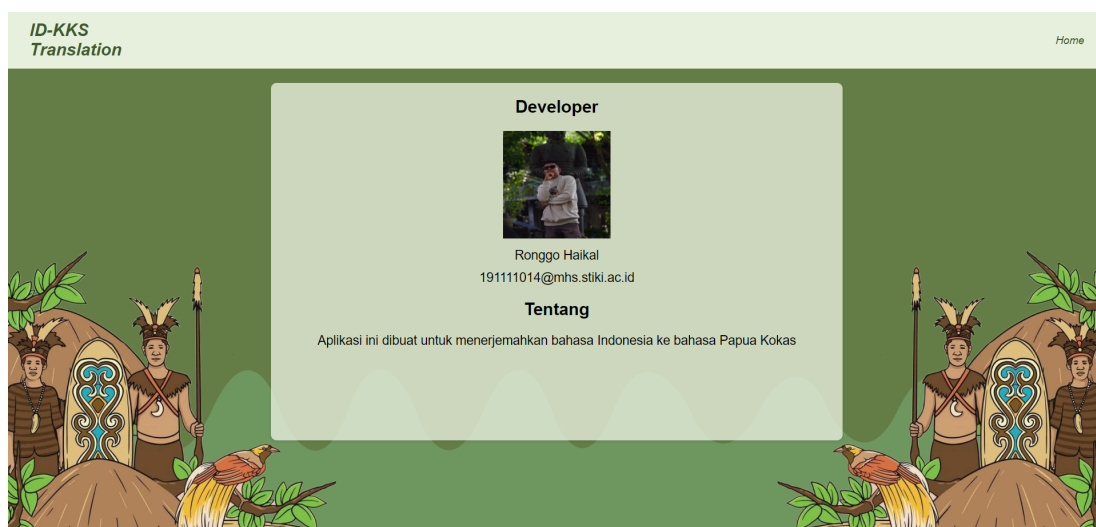 ID-KKS
Translation
Home
Developer
Ronggo Haikal
191111014@mhs.stiki.ac.id
Tentang
Aplikasi ini dibuat untuk menerjemahkan bahasa Indonesia ke bahasa Papua Kokas